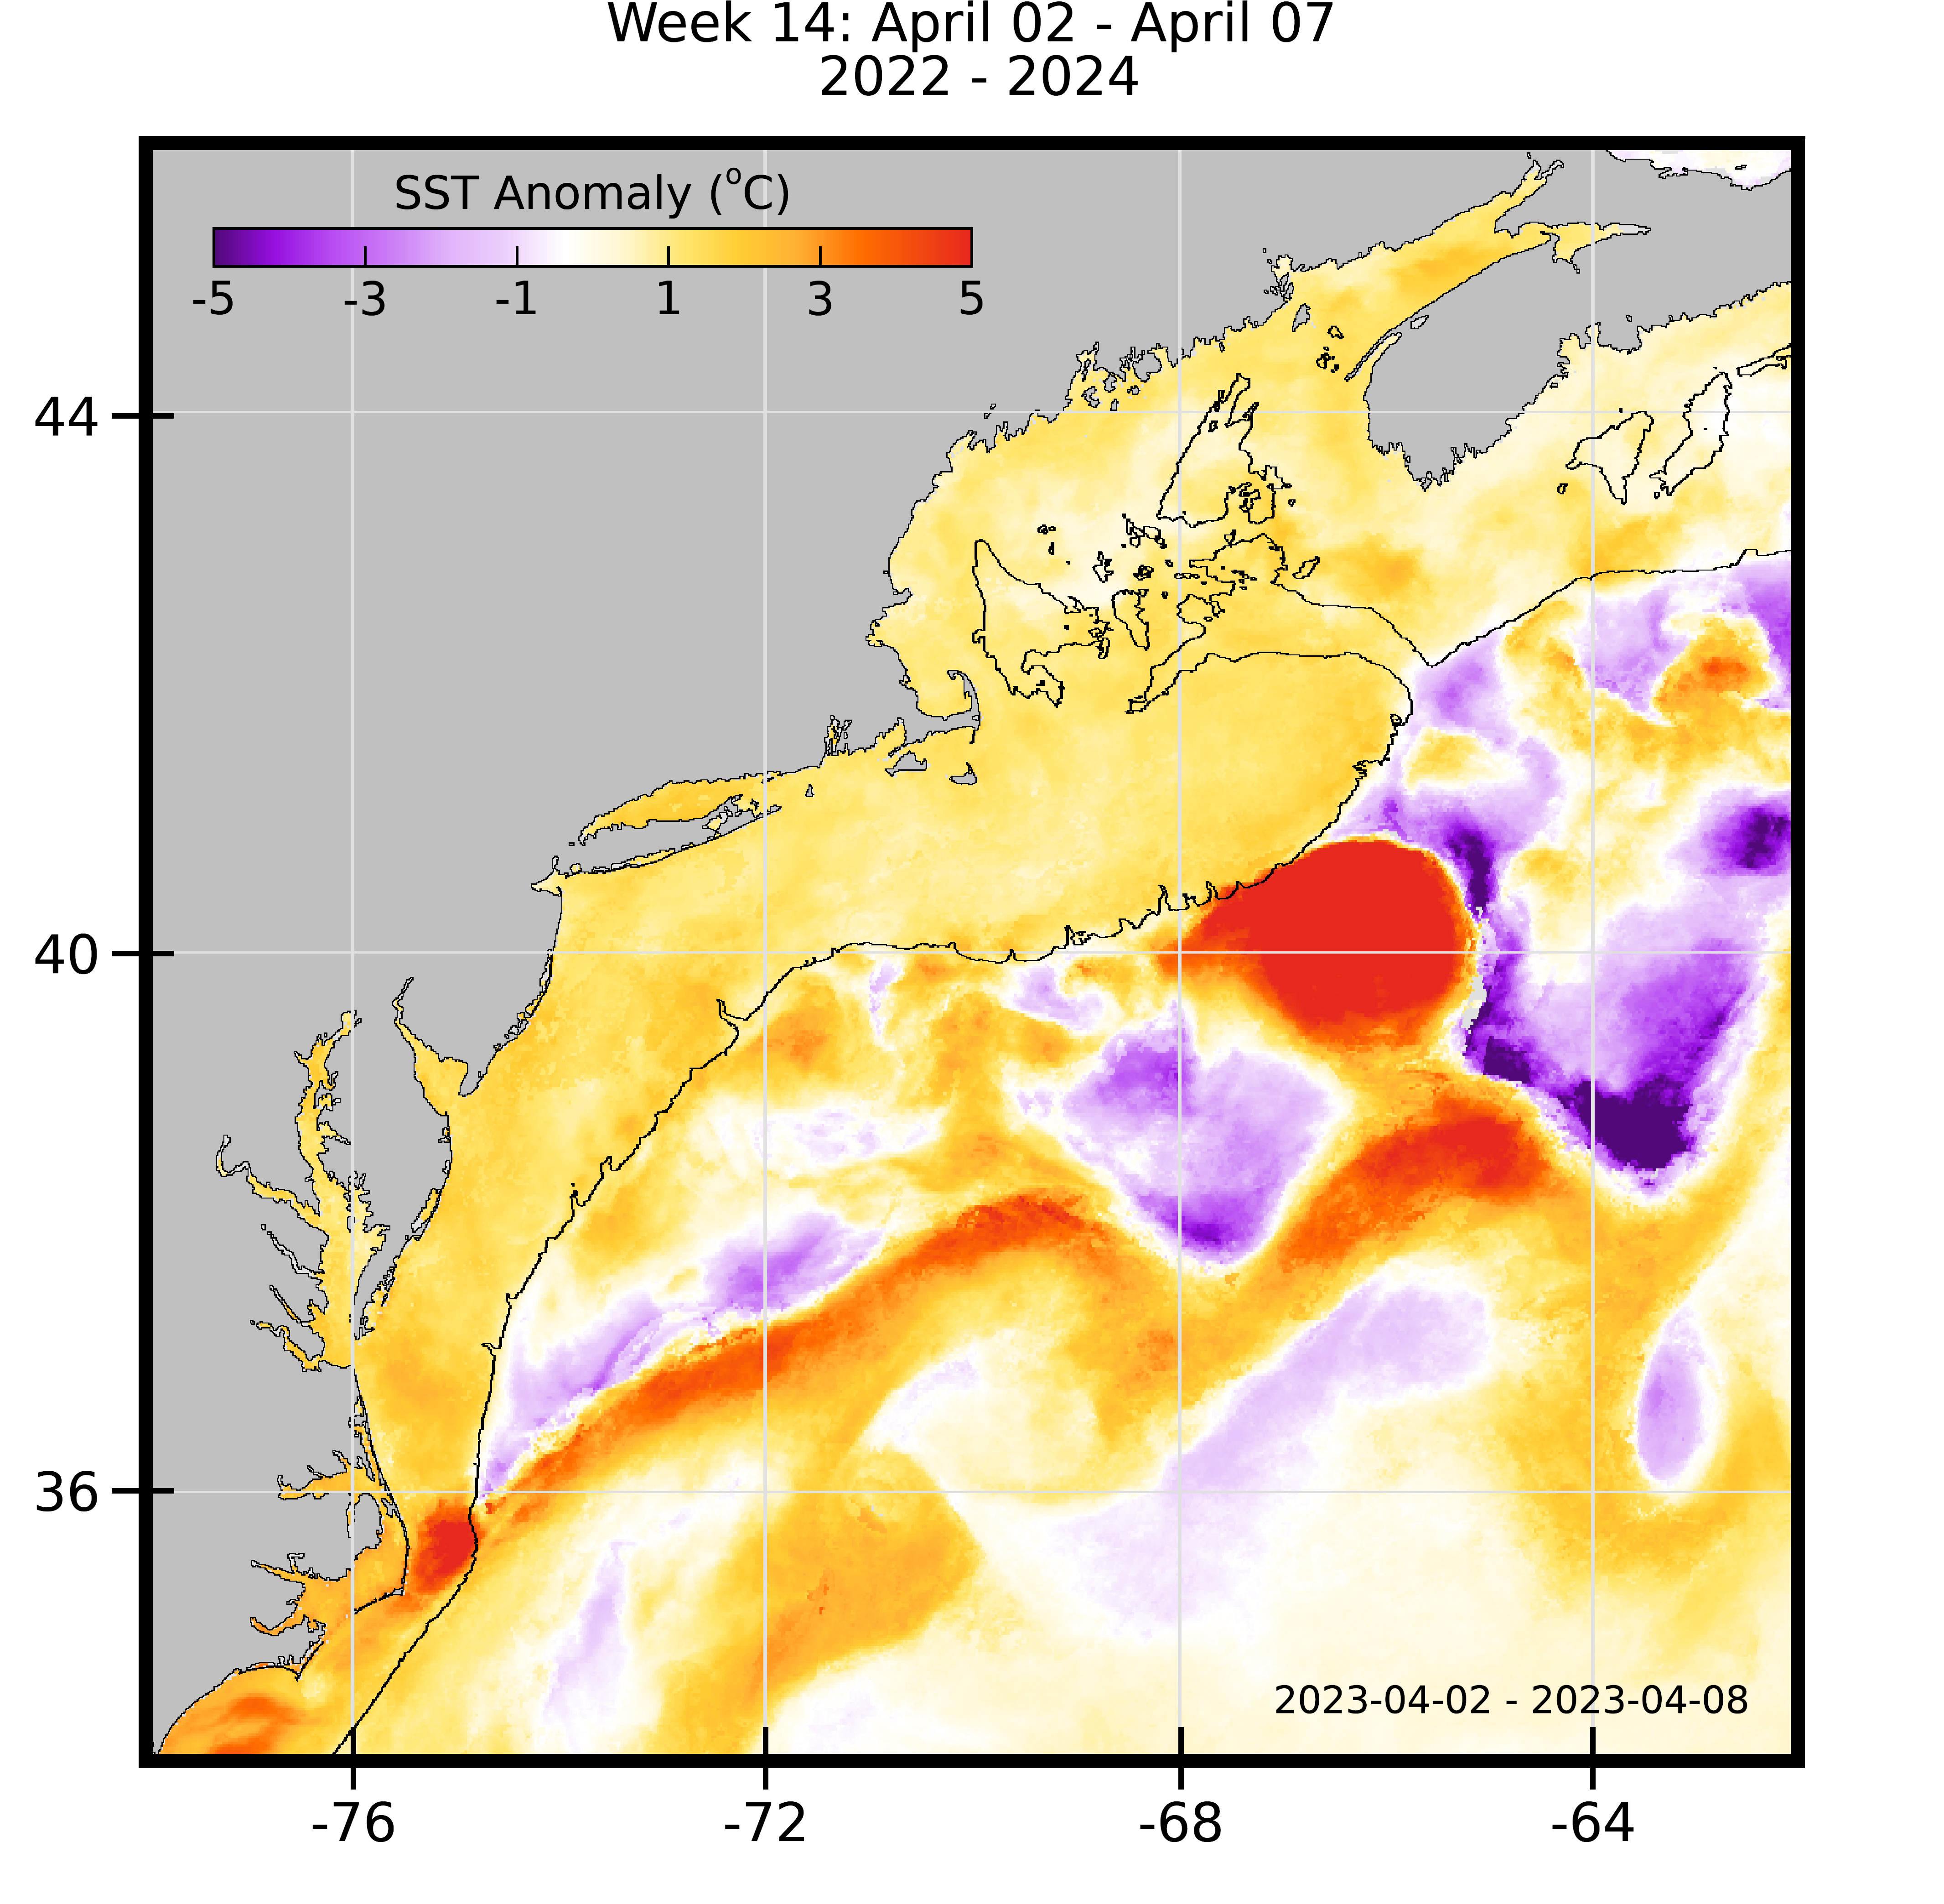 Week 14: April 02 - April 07
2022 - 2024
SST Anomaly (°C)
-5 -3 -1 1 3 5
44
40
36
2023-04-02 - 2023-04-08
-76 -72 -68 -64